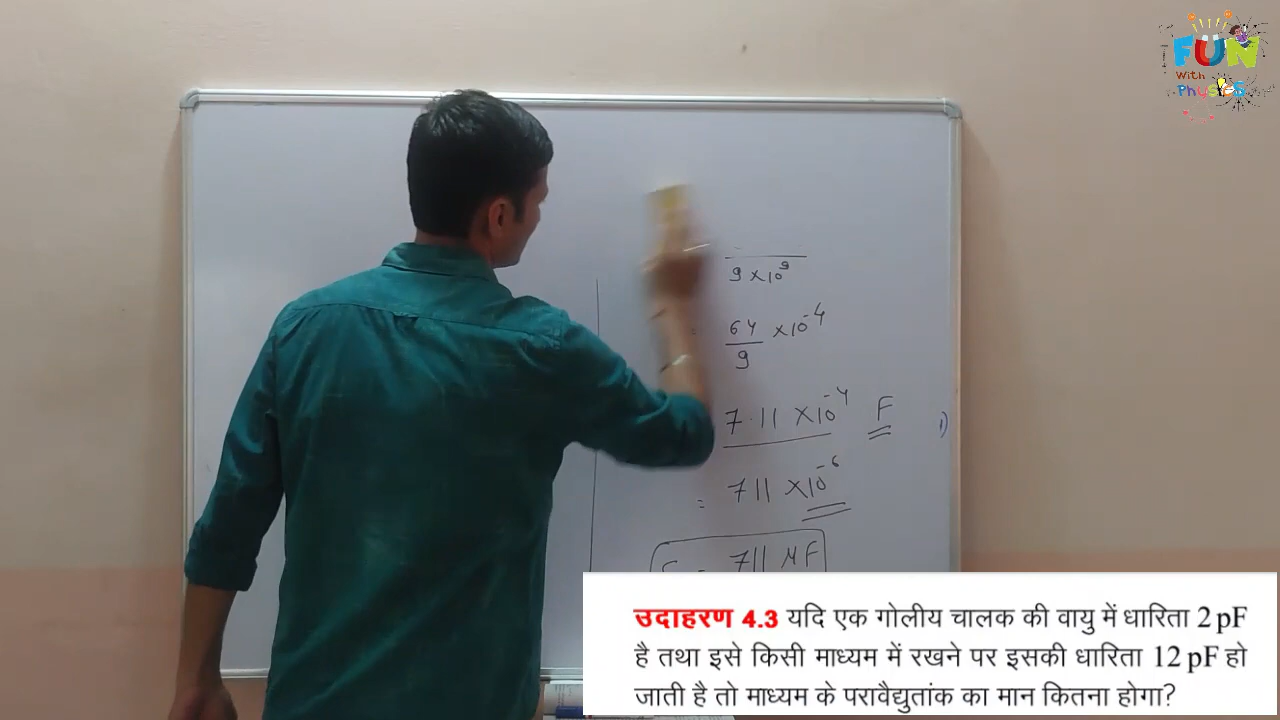 FUN
With
Physics
9 × 10⁹
= 64/9 × 10⁻⁴
7.11 × 10⁻⁴ F
1)
= 711 × 10⁻⁶
= 711 μF
उदाहरण 4.3 यदि एक गोलीय चालक की वायु में धारिता 2 pF
है तथा इसे किसी माध्यम में रखने पर इसकी धारिता 12 pF हो
जाती है तो माध्यम के परावैद्युतांक का मान कितना होगा?